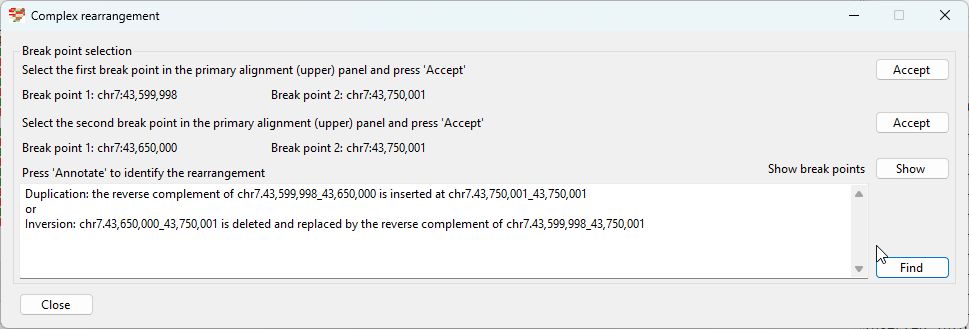 Complex rearrangement
Break point selection
Select the first break point in the primary alignment (upper) panel and press 'Accept'
Accept
Break point 1: chr7:43,599,998 Break point 2: chr7:43,750,001
Select the second break point in the primary alignment (upper) panel and press 'Accept'
Accept
Break point 1: chr7:43,650,000 Break point 2: chr7:43,750,001
Press 'Annotate' to identify the rearrangement
Show break points
Show
Duplication: the reverse complement of chr7.43,599,998_43,650,000 is inserted at chr7.43,750,001_43,750,001
or
Inversion: chr7.43,650,000_43,750,001 is deleted and replaced by the reverse complement of chr7.43,599,998_43,750,001
Find
Close